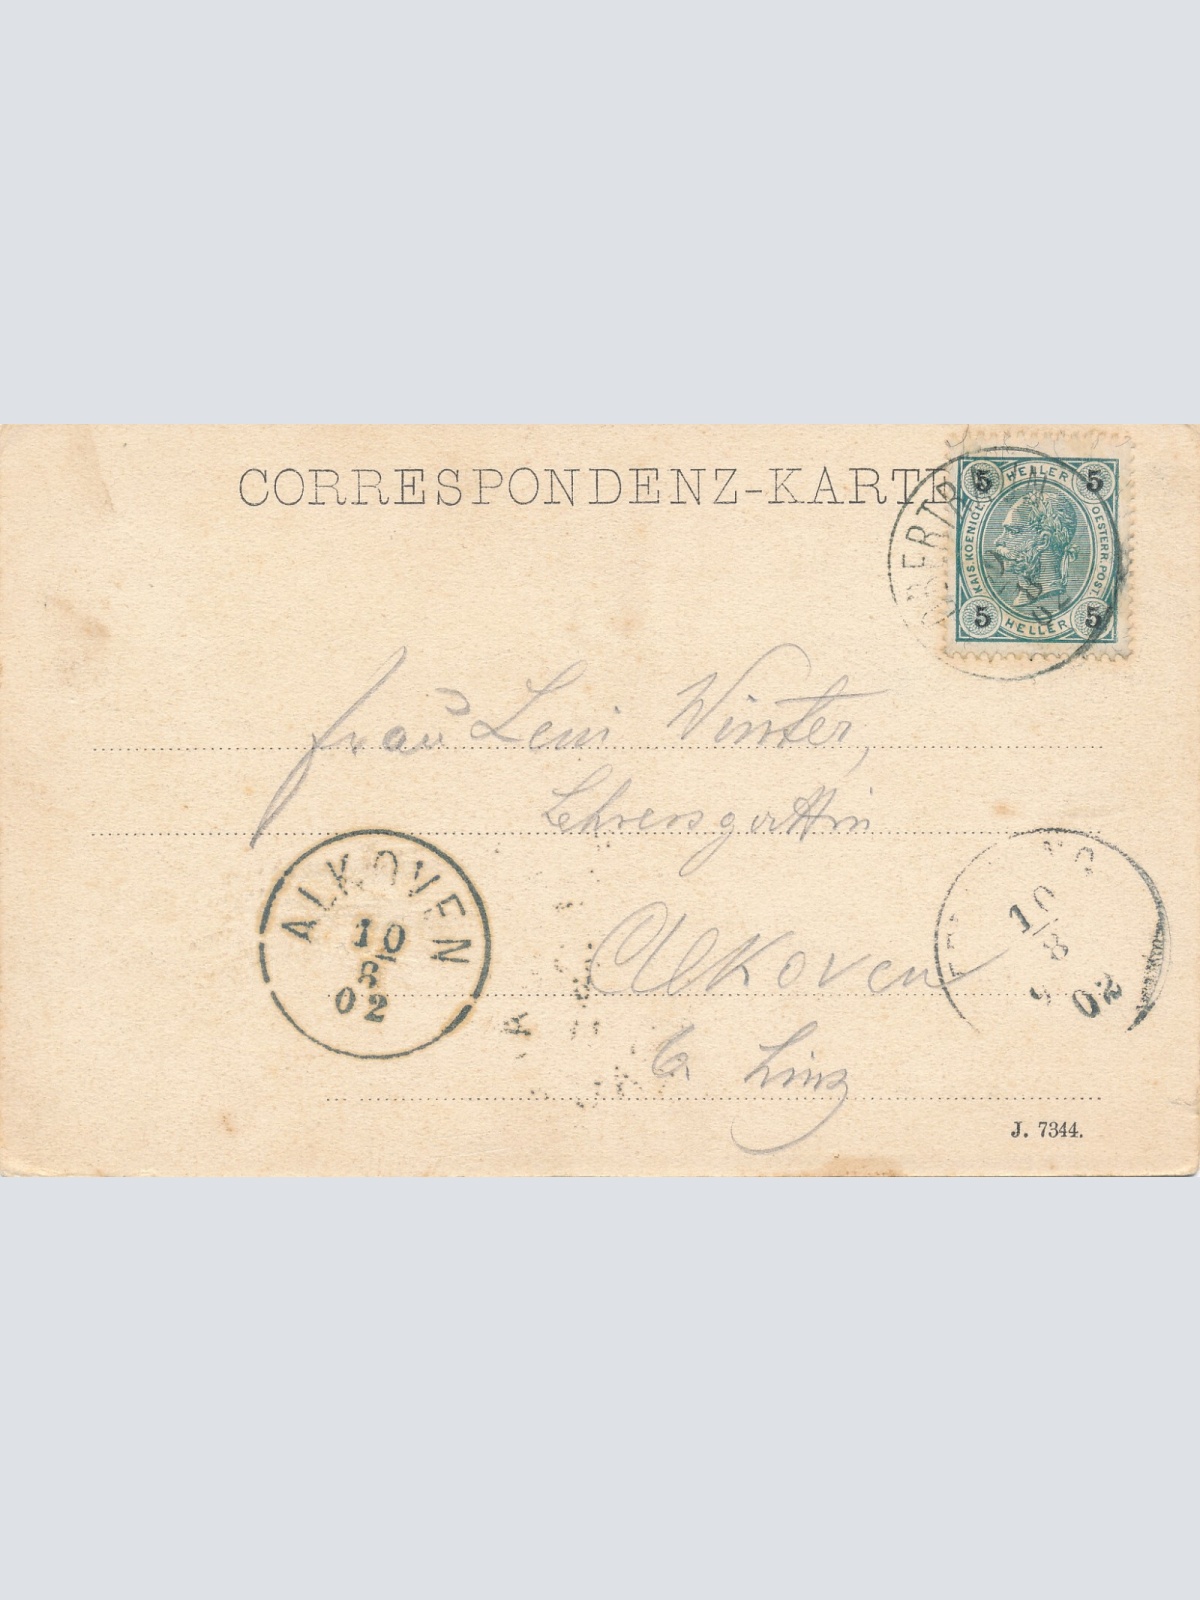 CORRESPONDENZ-KARTE
5 HELLER 5
KAIS. KOENIGL. OESTERR. POST
5 HELLER 5
Frau Leni Winter,
Lehrersgattin
Alkoven
b Linz
ALKOVEN
10
8
02
10
8
02
J. 7344.